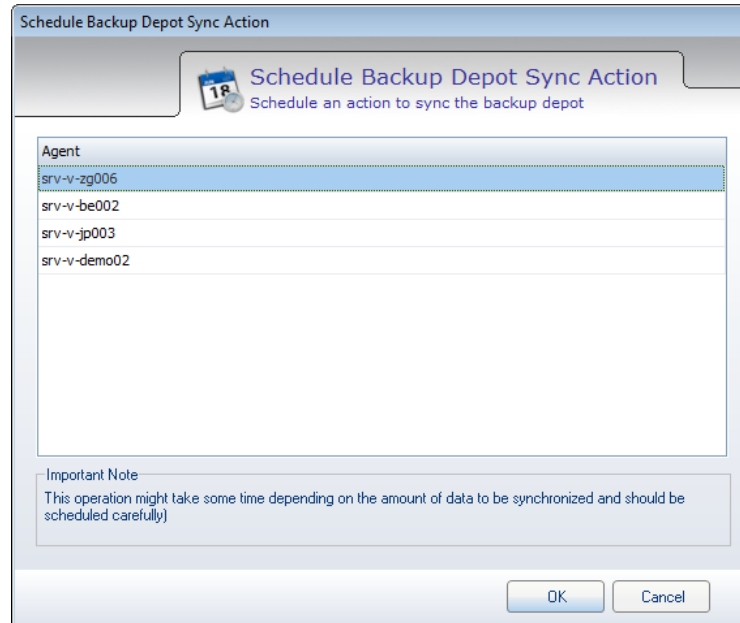 Schedule Backup Depot Sync Action
18
Schedule Backup Depot Sync Action
Schedule an action to sync the backup depot
Agent
srv-v-zg006
srv-v-be002
srv-v-jp003
srv-v-demo02
Important Note
This operation might take some time depending on the amount of data to be synchronized and should be
scheduled carefully)
OK
Cancel